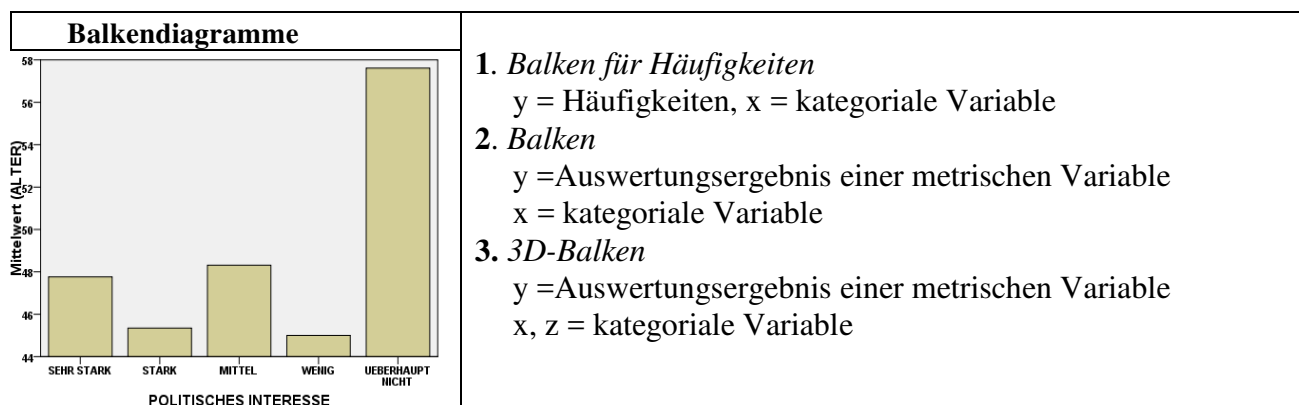 Balkendiagramme
58
56
54
52
50
48
46
44
Mittelwert (ALTER)
SEHR STARK
STARK
MITTEL
WENIG
UEBERHAUPT
NICHT
POLITISCHES INTERESSE
1. Balken für Häufigkeiten
y = Häufigkeiten, x = kategoriale Variable
2. Balken
y =Auswertungsergebnis einer metrischen Variable
x = kategoriale Variable
3. 3D-Balken
y =Auswertungsergebnis einer metrischen Variable
x, z = kategoriale Variable